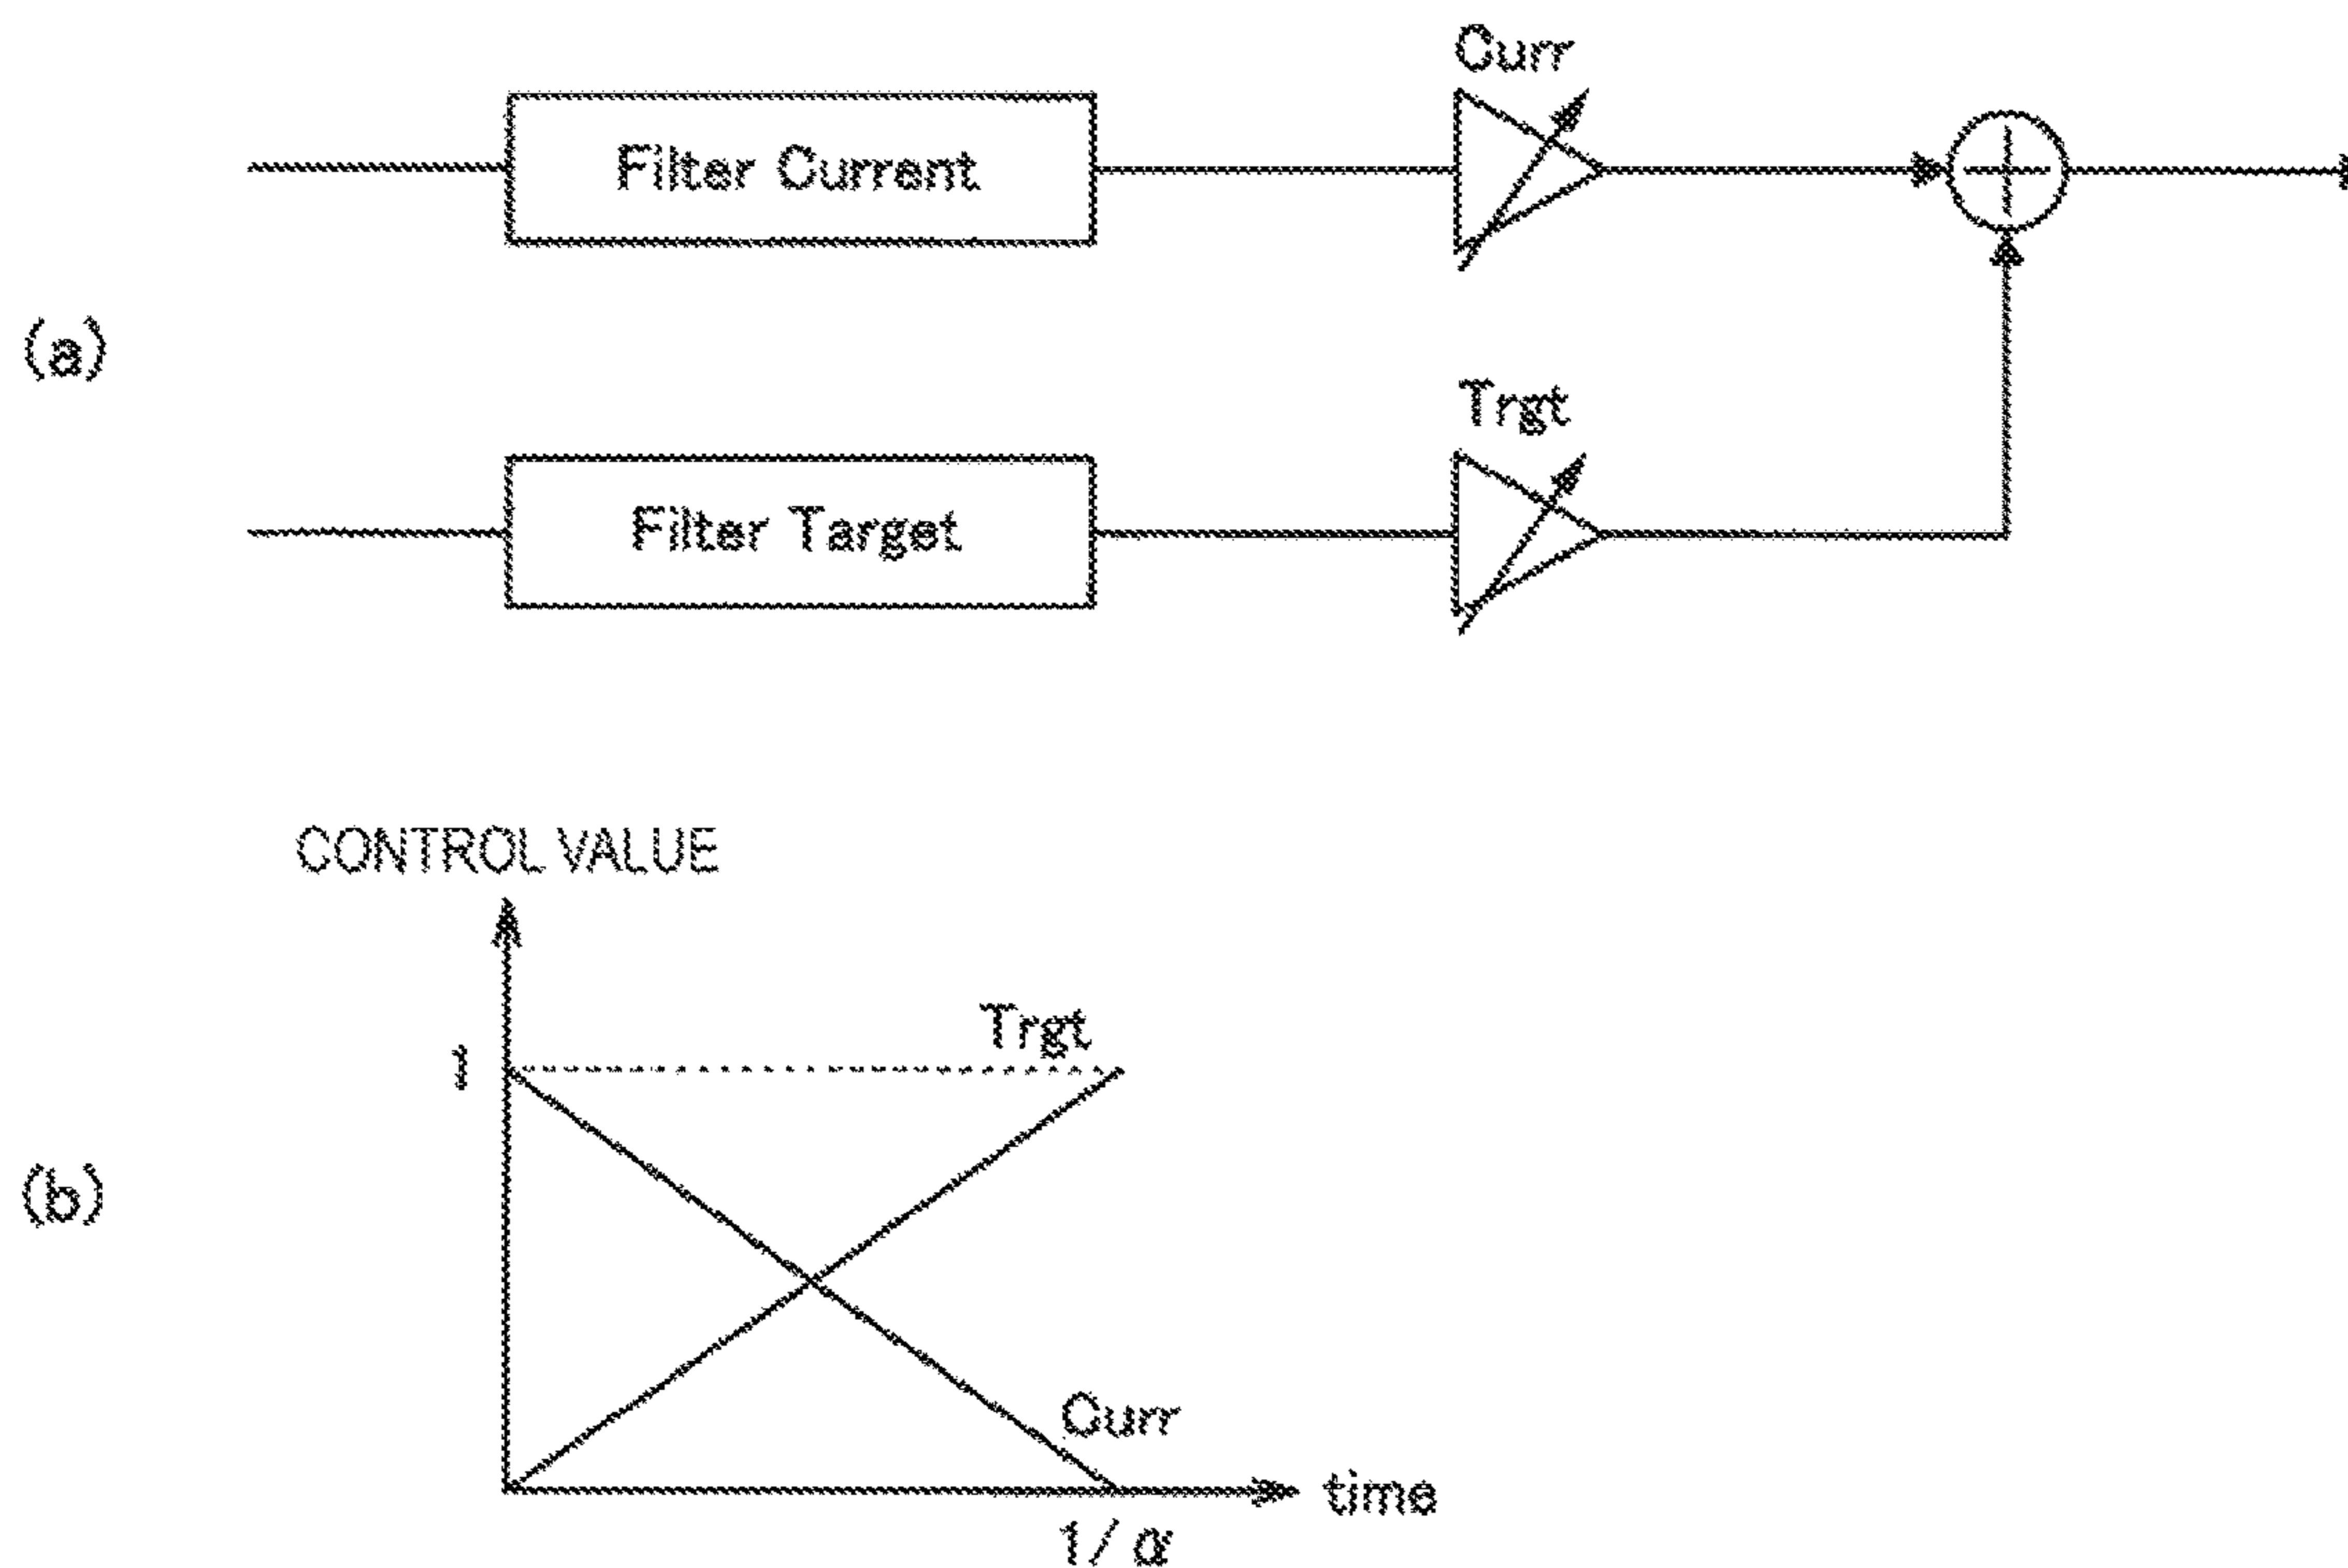 Curr
Filter Current
(a)
Trgt
Filter Target
CONTROL VALUE
Trgt
1
(b)
Curr
time
1/α